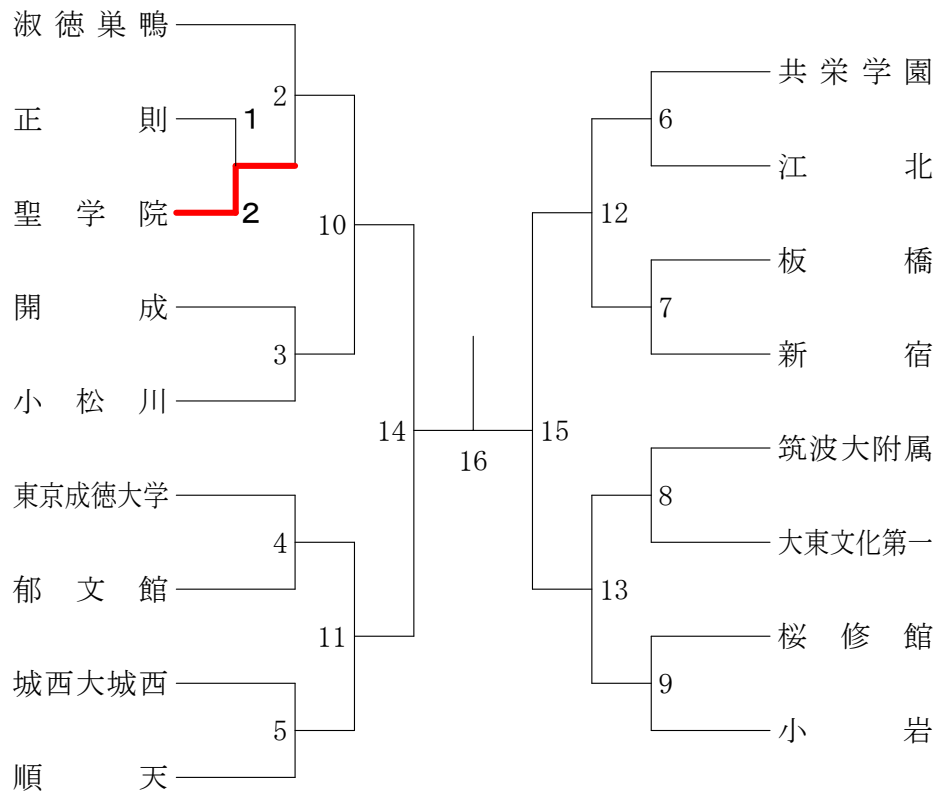 淑徳巣鴨
2
正則
1
聖学院
2
10
開成
3
小松川
14
東京成徳大学
4
郁文館
11
城西大城西
5
順天
16
共栄学園
6
江北
12
板橋
7
新宿
15
筑波大附属
8
大東文化第一
13
桜修館
9
小岩